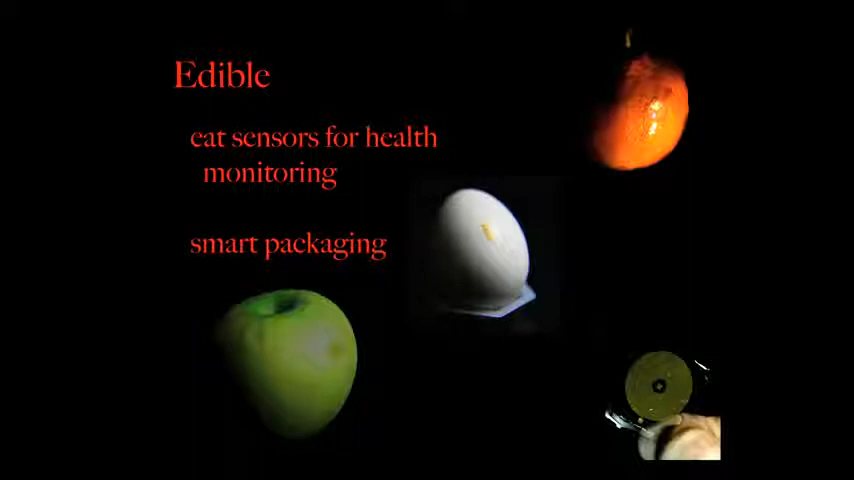 Edible
eat sensors for health
monitoring
smart packaging